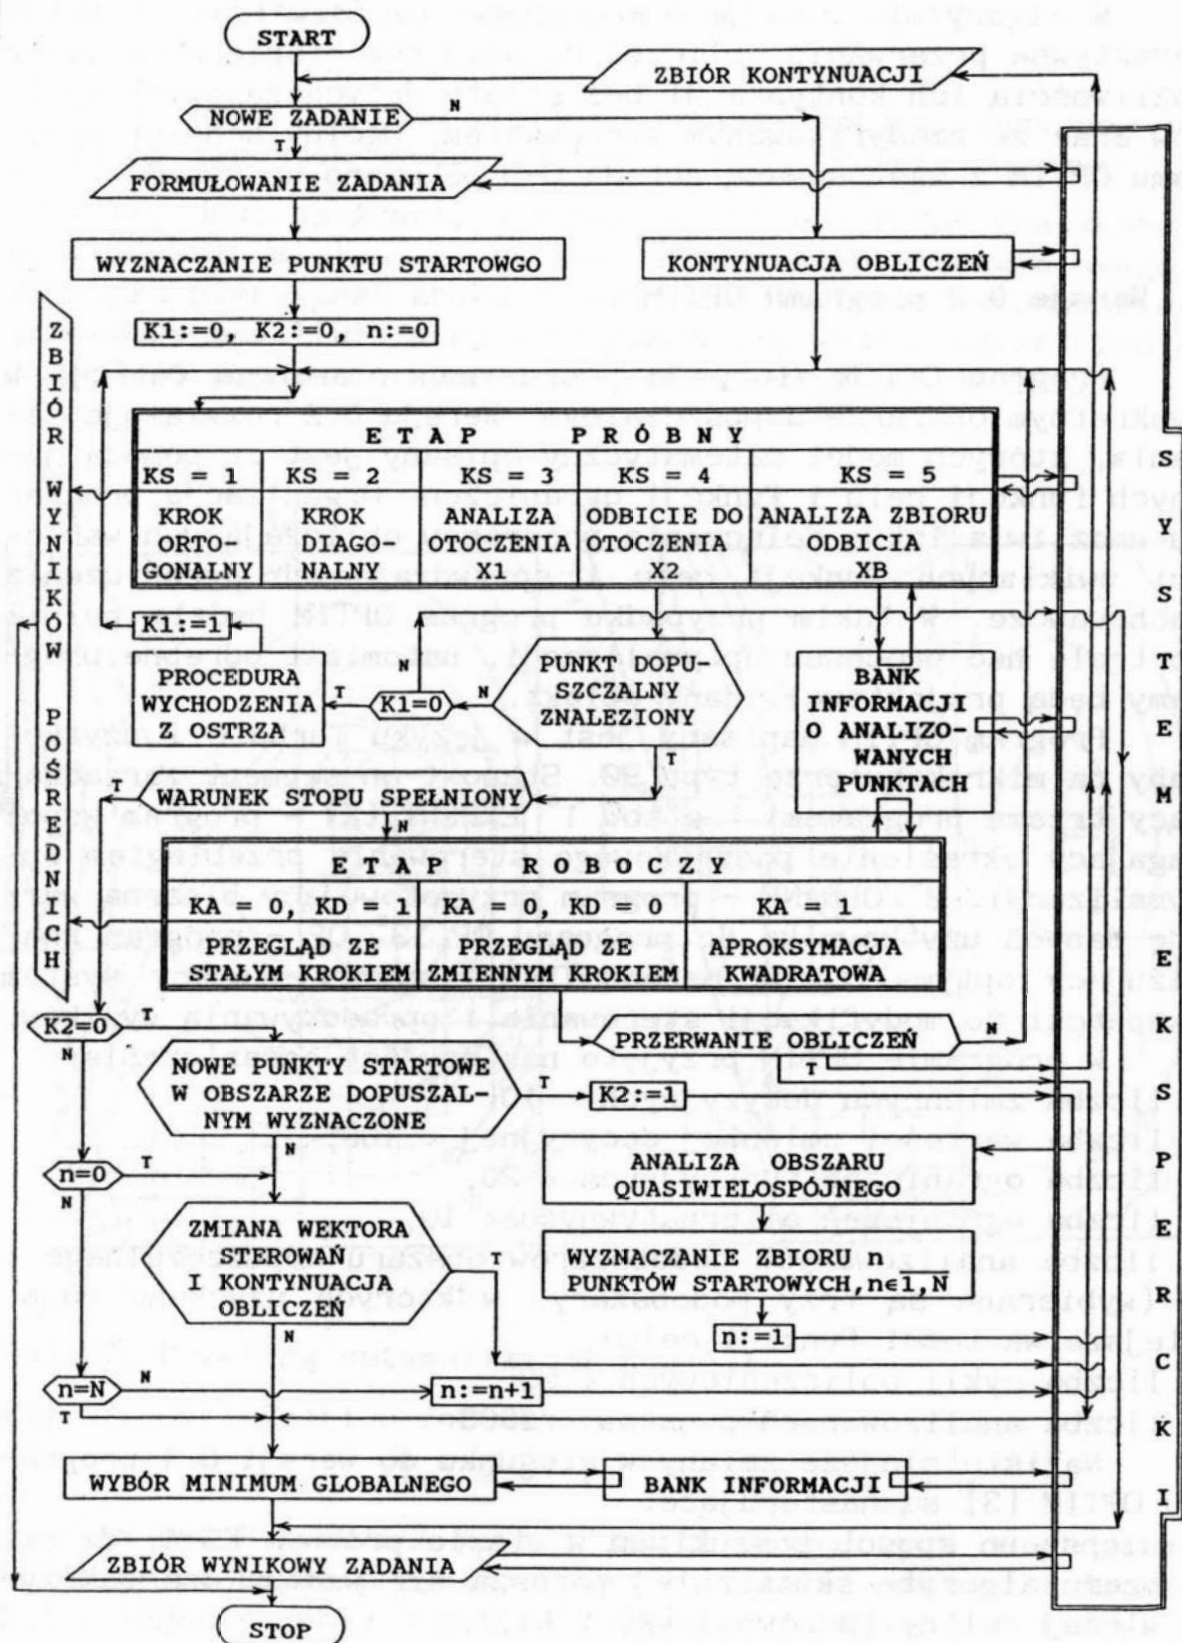 START
ZBIÓR KONTYNUACJI
NOWE ZADANIE
N
T
FORMUŁOWANIE ZADANIA
WYZNACZANIE PUNKTU STARTOWGO
KONTYNUACJA OBLICZEŃ
K1:=0, K2:=0, n:=0
ZBIÓR WYNIKÓW POŚREDNICH
SYSTEM EKSPERCKI
ETAP PRÓBNY
KS = 1
KS = 2
KS = 3
KS = 4
KS = 5
KROK
ORTO-
GONALNY
KROK
DIAGO-
NALNY
ANALIZA
OTOCZENIA
X1
ODBICIE DO
OTOCZENIA
X2
ANALIZA ZBIORU
ODBICIA
XB
K1:=1
PROCEDURA
WYCHODZENIA
Z OSTRZA
T
K1=0
N
N
PUNKT DOPU-
SZCZALNY
ZNALEZIONY
T
BANK
INFORMACJI
O ANALIZO-
WANYCH
PUNKTACH
T
WARUNEK STOPU SPEŁNIONY
N
ETAP ROBOCZY
KA = 0, KD = 1
KA = 0, KD = 0
KA = 1
PRZEGLĄD ZE
STAŁYM KROKIEM
PRZEGLĄD ZE
ZMIENNYM KROKIEM
APROKSYMACJA
KWADRATOWA
K2=0
T
N
PRZERWANIE OBLICZEŃ
N
T
NOWE PUNKTY STARTOWE
W OBSZARZE DOPUSZAL-
NYM WYZNACZONE
T
N
K2:=1
n=0
T
N
ANALIZA OBSZARU
QUASIWIELOSPÓJNEGO
ZMIANA WEKTORA
STEROWAŃ
I KONTYNUACJA
OBLICZEŃ
T
N
WYZNACZANIE ZBIORU n
PUNKTÓW STARTOWYCH, n∈1,N
n:=1
n=N
N
T
n:=n+1
WYBÓR MINIMUM GLOBALNEGO
BANK INFORMACJI
ZBIÓR WYNIKOWY ZADANIA
STOP